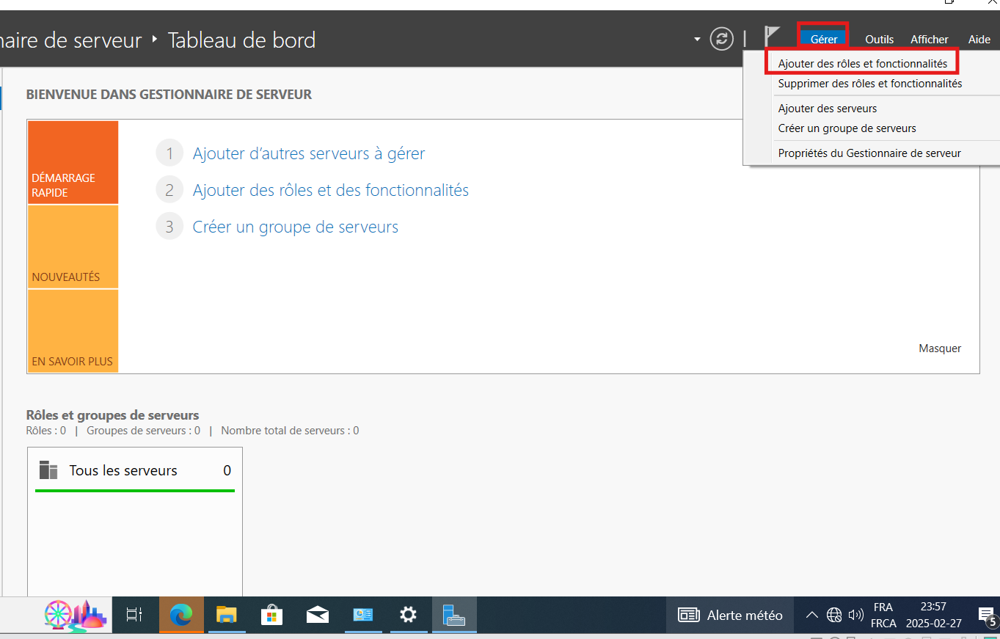 naire de serveur ‣ Tableau de bord
Gérer Outils Afficher Aide
Ajouter des rôles et fonctionnalités
Supprimer des rôles et fonctionnalités
Ajouter des serveurs
Créer un groupe de serveurs
Propriétés du Gestionnaire de serveur
BIENVENUE DANS GESTIONNAIRE DE SERVEUR
DÉMARRAGE
RAPIDE
NOUVEAUTÉS
EN SAVOIR PLUS
1 Ajouter d’autres serveurs à gérer
2 Ajouter des rôles et des fonctionnalités
3 Créer un groupe de serveurs
Masquer
Rôles et groupes de serveurs
Rôles : 0 | Groupes de serveurs : 0 | Nombre total de serveurs : 0
Tous les serveurs 0
Alerte météo
FRA
FRCA
23:57
2025-02-27
5